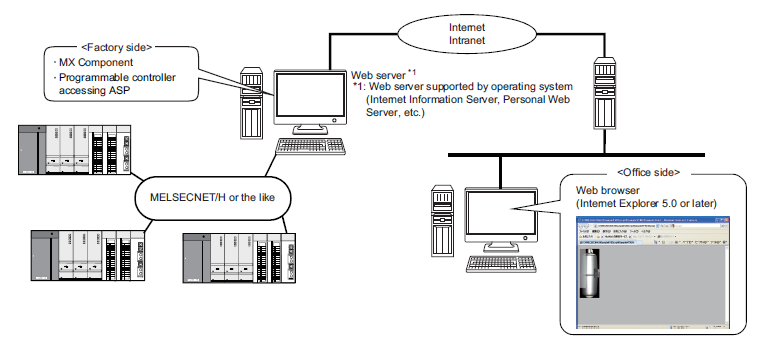 Internet
Intranet
<Factory side>
· MX Component
· Programmable controller
accessing ASP
Web server*1
*1: Web server supported by operating system
(Internet Information Server, Personal Web
Server, etc.)
MELSECNET/H or the like
<Office side>
Web browser
(Internet Explorer 5.0 or later)